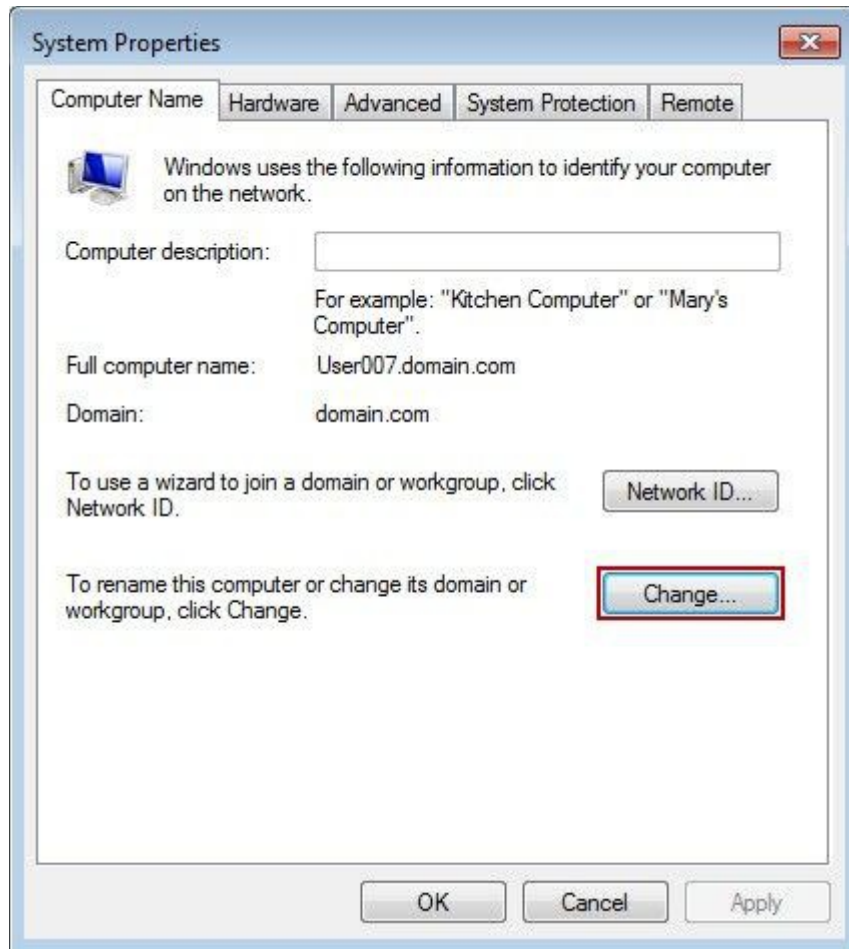 System Properties
Computer Name Hardware Advanced System Protection Remote
Windows uses the following information to identify your computer
on the network.
Computer description:
For example: "Kitchen Computer" or "Mary's
Computer".
Full computer name: User007.domain.com
Domain: domain.com
To use a wizard to join a domain or workgroup, click
Network ID.
Network ID...
To rename this computer or change its domain or
workgroup, click Change.
Change...
OK Cancel Apply